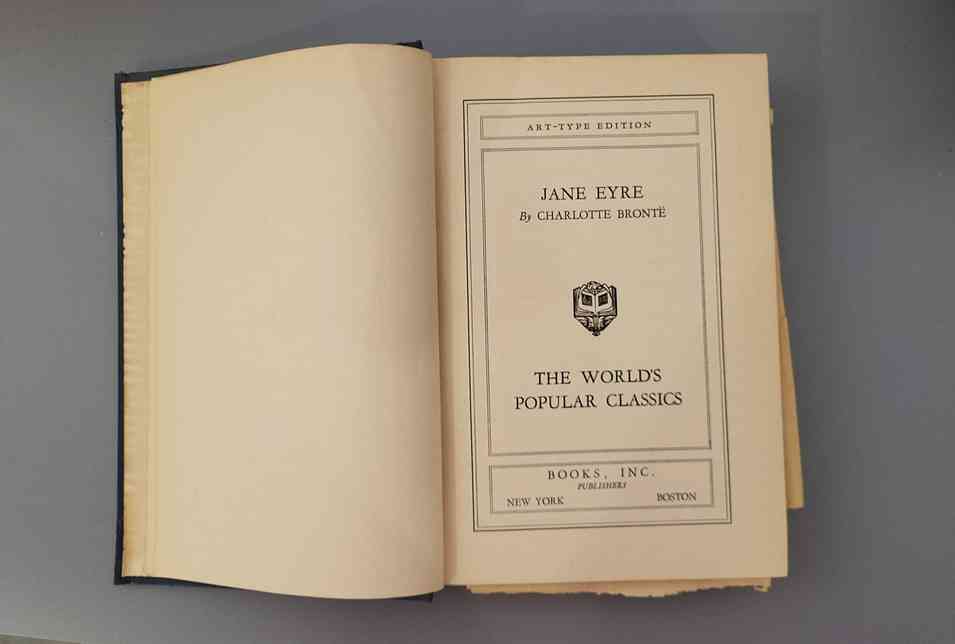 ART-TYPE EDITION
JANE EYRE
By CHARLOTTE BRONTË
THE WORLD'S
POPULAR CLASSICS
BOOKS, INC.
PUBLISHERS
NEW YORK BOSTON